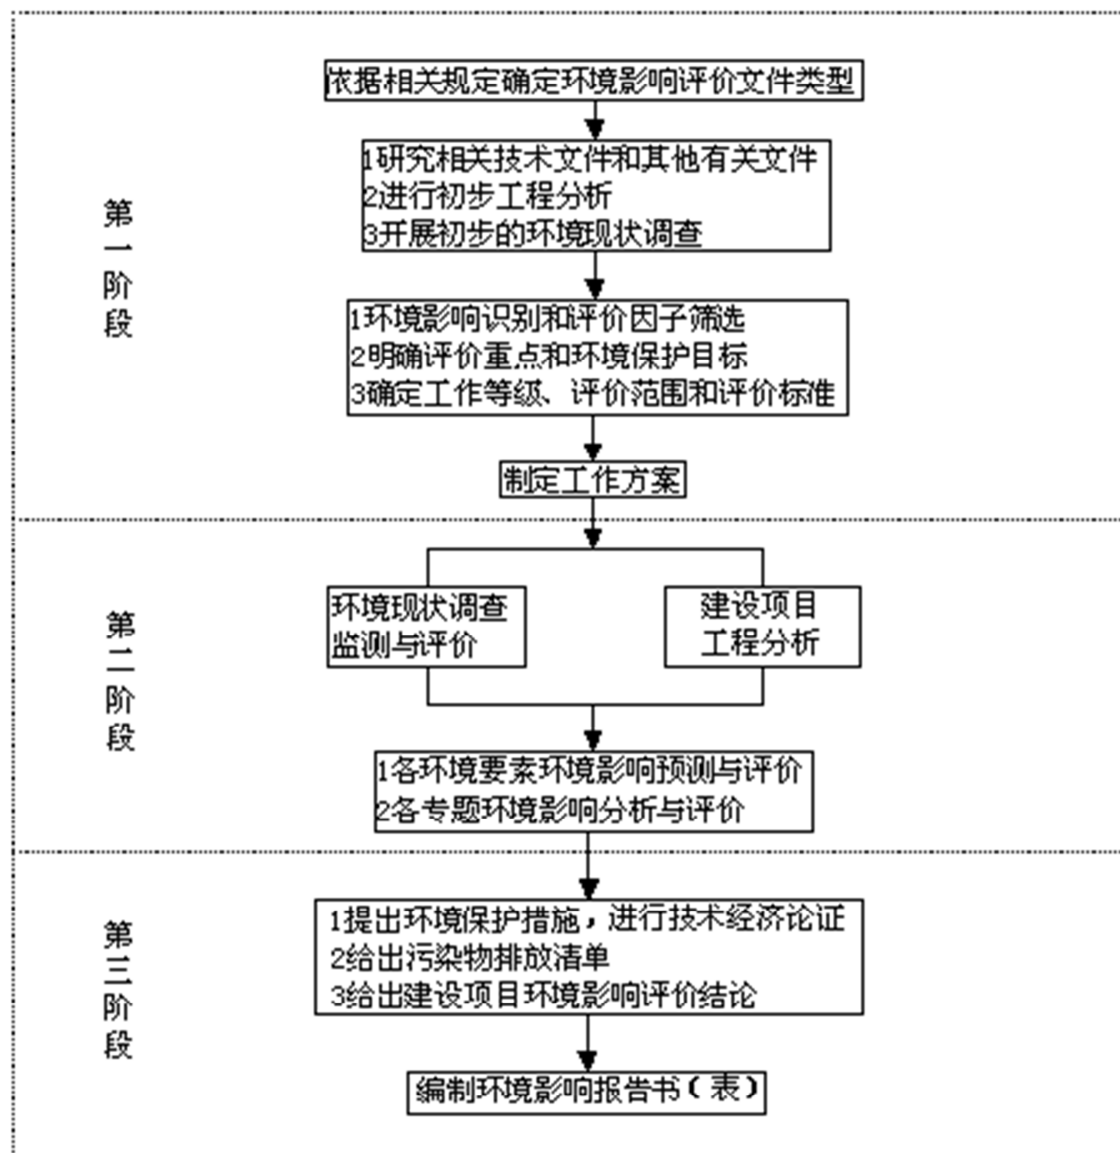 依据相关规定确定环境影响评价文件类型
1研究相关技术文件和其他有关文件
2进行初步工程分析
3开展初步的环境现状调查
第一阶段
1环境影响识别和评价因子筛选
2明确评价重点和环境保护目标
3确定工作等级、评价范围和评价标准
制定工作方案
第二阶段
环境现状调查
监测与评价
建设项目
工程分析
1各环境要素环境影响预测与评价
2各专题环境影响分析与评价
第三阶段
1提出环境保护措施，进行技术经济论证
2给出污染物排放清单
3给出建设项目环境影响评价结论
编制环境影响报告书（表）